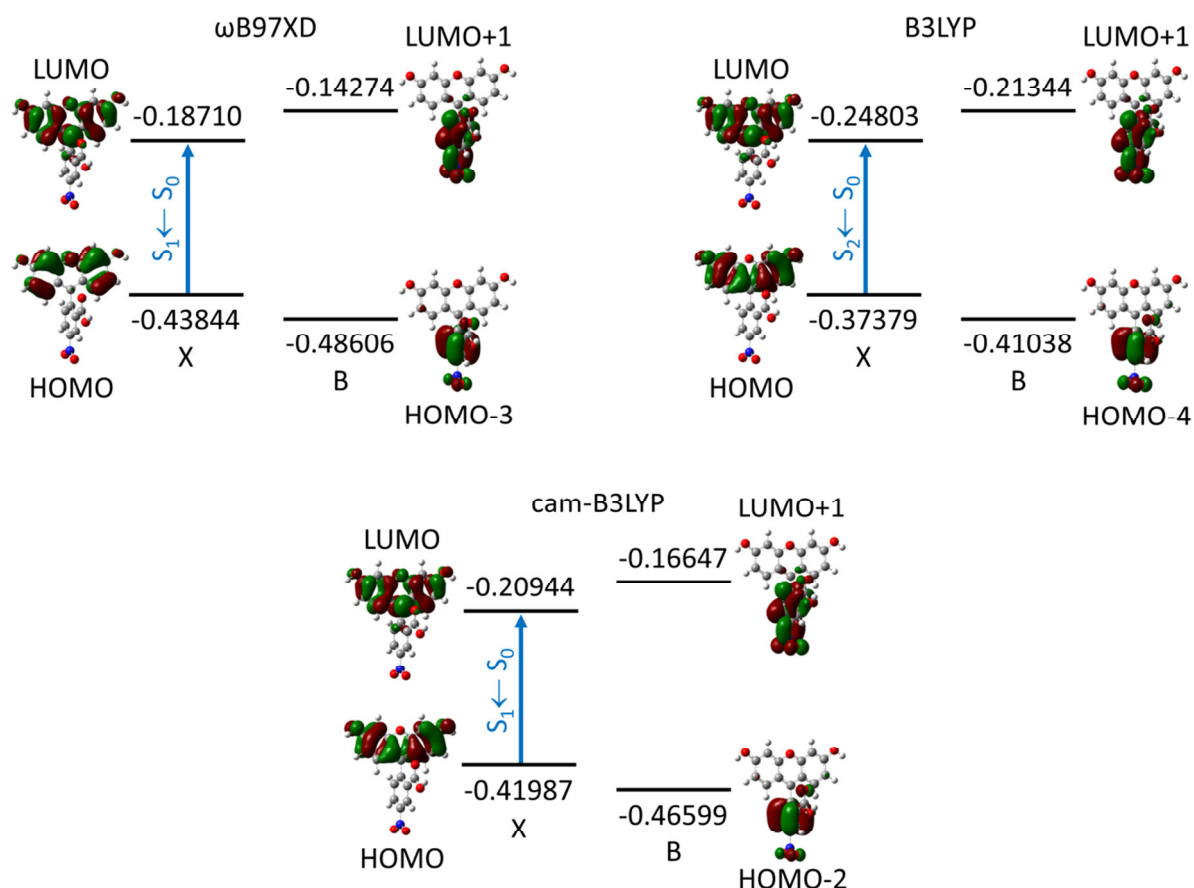 ωB97XD
LUMO
LUMO+1
-0.14274
-0.18710
S₁ ← S₀
-0.43844
X
-0.48606
B
HOMO
HOMO-3
B3LYP
LUMO
LUMO+1
-0.21344
-0.24803
S₂ ← S₀
-0.37379
X
-0.41038
B
HOMO
HOMO-4
cam-B3LYP
LUMO+1
LUMO
-0.16647
-0.20944
S₁ ← S₀
-0.41987
X
-0.46599
B
HOMO
HOMO-2